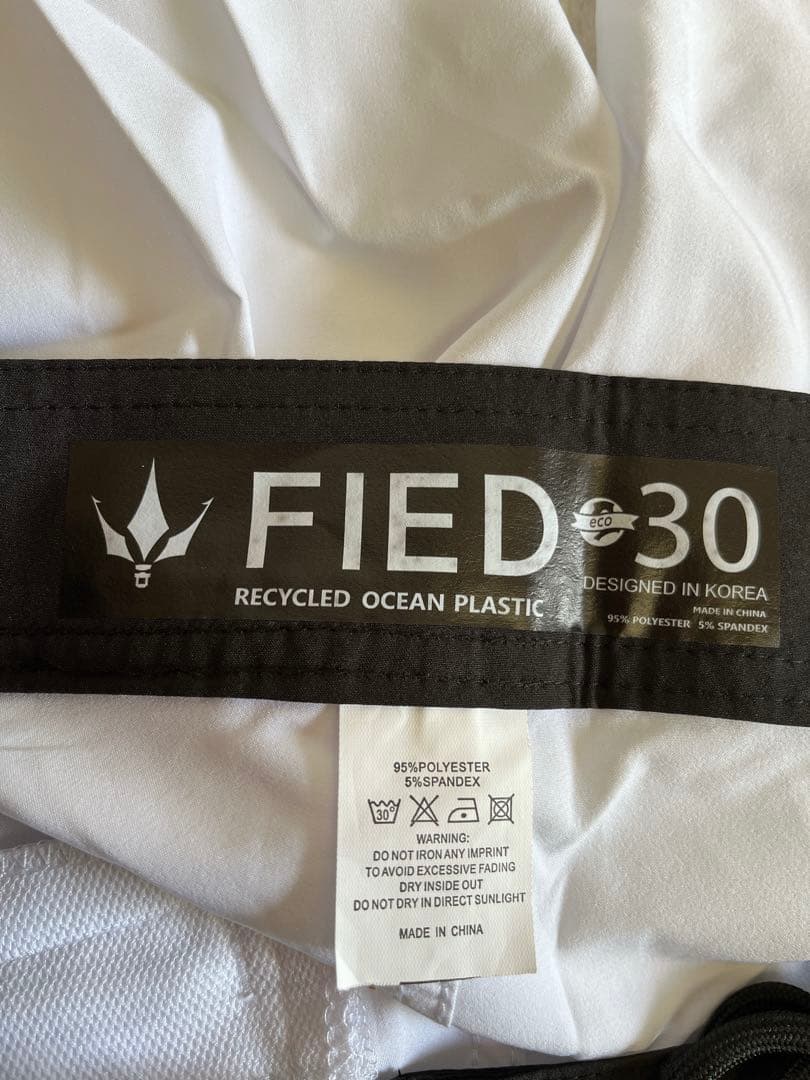 FIED eco 30
RECYCLED OCEAN PLASTIC
DESIGNED IN KOREA
MADE IN CHINA
95% POLYESTER 5% SPANDEX
95%POLYESTER
5%SPANDEX
30°
WARNING:
DO NOT IRON ANY IMPRINT
TO AVOID EXCESSIVE FADING
DRY INSIDE OUT
DO NOT DRY IN DIRECT SUNLIGHT
MADE IN CHINA